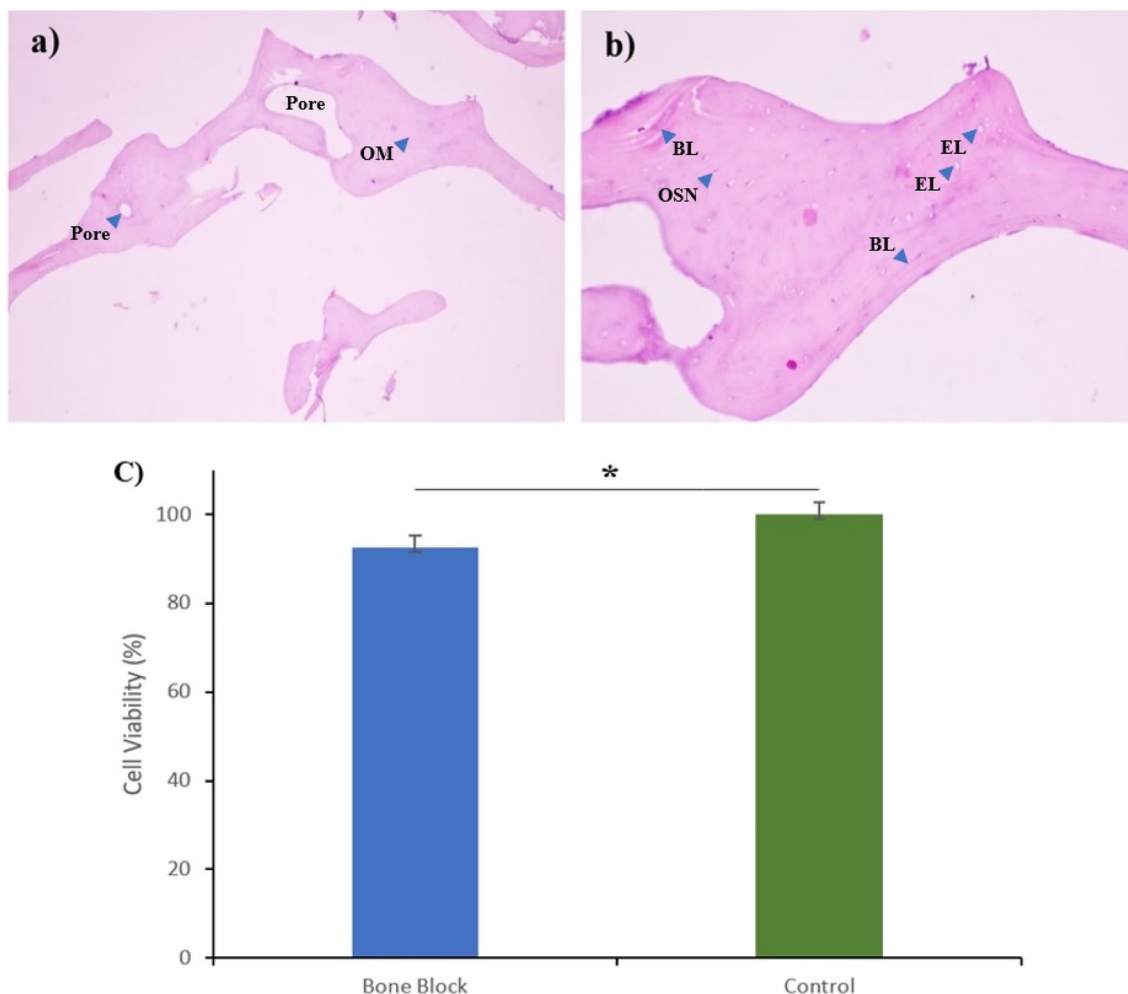 a)
Pore
OM
Pore
b)
BL
EL
OSN
EL
BL
C)
*
100
80
60
40
20
0
Cell Viability (%)
Bone Block
Control